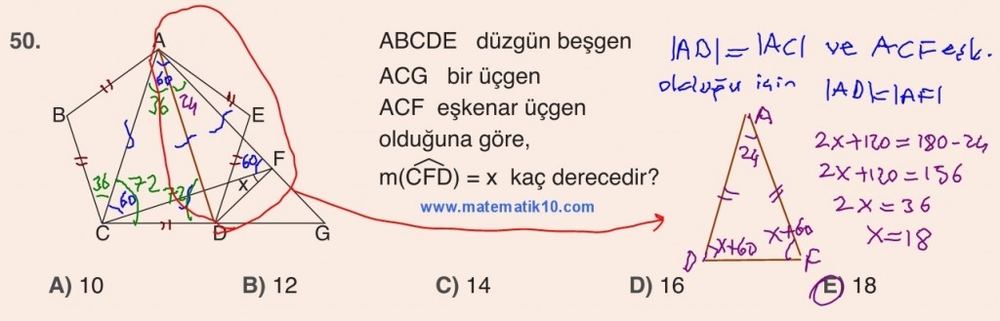 50.
ABCDE düzgün beşgen
ACG bir üçgen
ACF eşkenar üçgen
olduğuna göre,
m(CFD) = x kaç derecedir?
www.matematik10.com
A
B
E
F
C
D
G
60
36
24
36
72
72
60
60
x
|AD|=|AC| ve ACF eşk.
olduğu için |AD|=|AF|
A
24
x+60
x+60
D
F
2x+120=180-24
2x+120=156
2x=36
x=18
A) 10 B) 12 C) 14 D) 16 E) 18